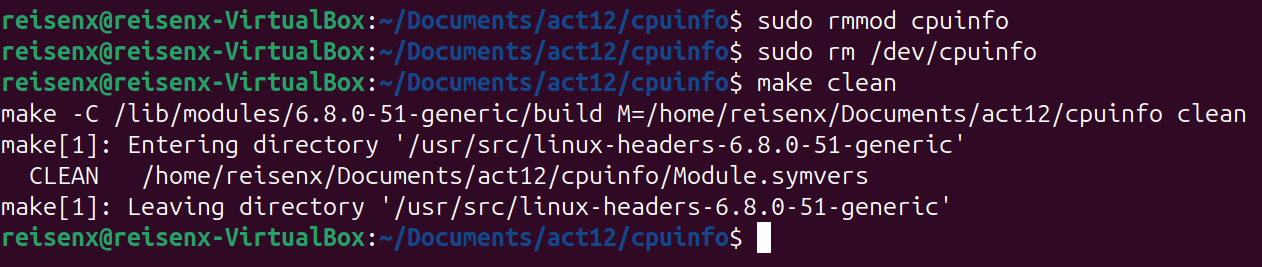 reisenx@reisenx-VirtualBox:~/Documents/act12/cpuinfo$ sudo rmmod cpuinfo
reisenx@reisenx-VirtualBox:~/Documents/act12/cpuinfo$ sudo rm /dev/cpuinfo
reisenx@reisenx-VirtualBox:~/Documents/act12/cpuinfo$ make clean
make -C /lib/modules/6.8.0-51-generic/build M=/home/reisenx/Documents/act12/cpuinfo clean
make[1]: Entering directory '/usr/src/linux-headers-6.8.0-51-generic'
  CLEAN   /home/reisenx/Documents/act12/cpuinfo/Module.symvers
make[1]: Leaving directory '/usr/src/linux-headers-6.8.0-51-generic'
reisenx@reisenx-VirtualBox:~/Documents/act12/cpuinfo$